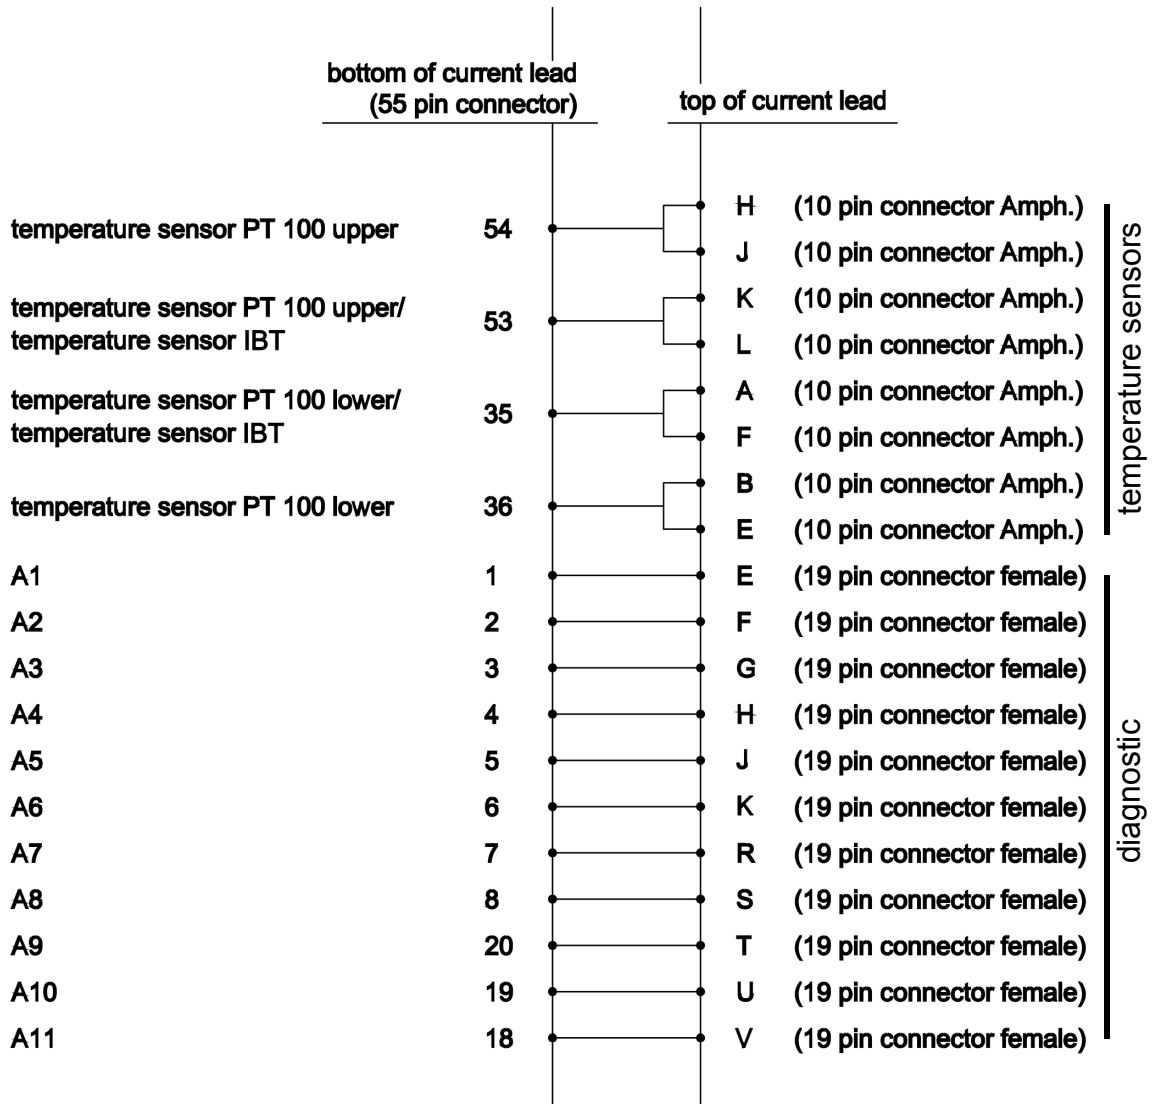 bottom of current lead
(55 pin connector)
top of current lead
temperature sensor PT 100 upper 54 H (10 pin connector Amph.)
J (10 pin connector Amph.)
temperature sensor PT 100 upper/
temperature sensor IBT 53 K (10 pin connector Amph.)
L (10 pin connector Amph.)
temperature sensor PT 100 lower/
temperature sensor IBT 35 A (10 pin connector Amph.)
F (10 pin connector Amph.)
temperature sensor PT 100 lower 36 B (10 pin connector Amph.)
E (10 pin connector Amph.)
temperature sensors
A1 1 E (19 pin connector female)
A2 2 F (19 pin connector female)
A3 3 G (19 pin connector female)
A4 4 H (19 pin connector female)
A5 5 J (19 pin connector female)
A6 6 K (19 pin connector female)
A7 7 R (19 pin connector female)
A8 8 S (19 pin connector female)
A9 20 T (19 pin connector female)
A10 19 U (19 pin connector female)
A11 18 V (19 pin connector female)
diagnostic